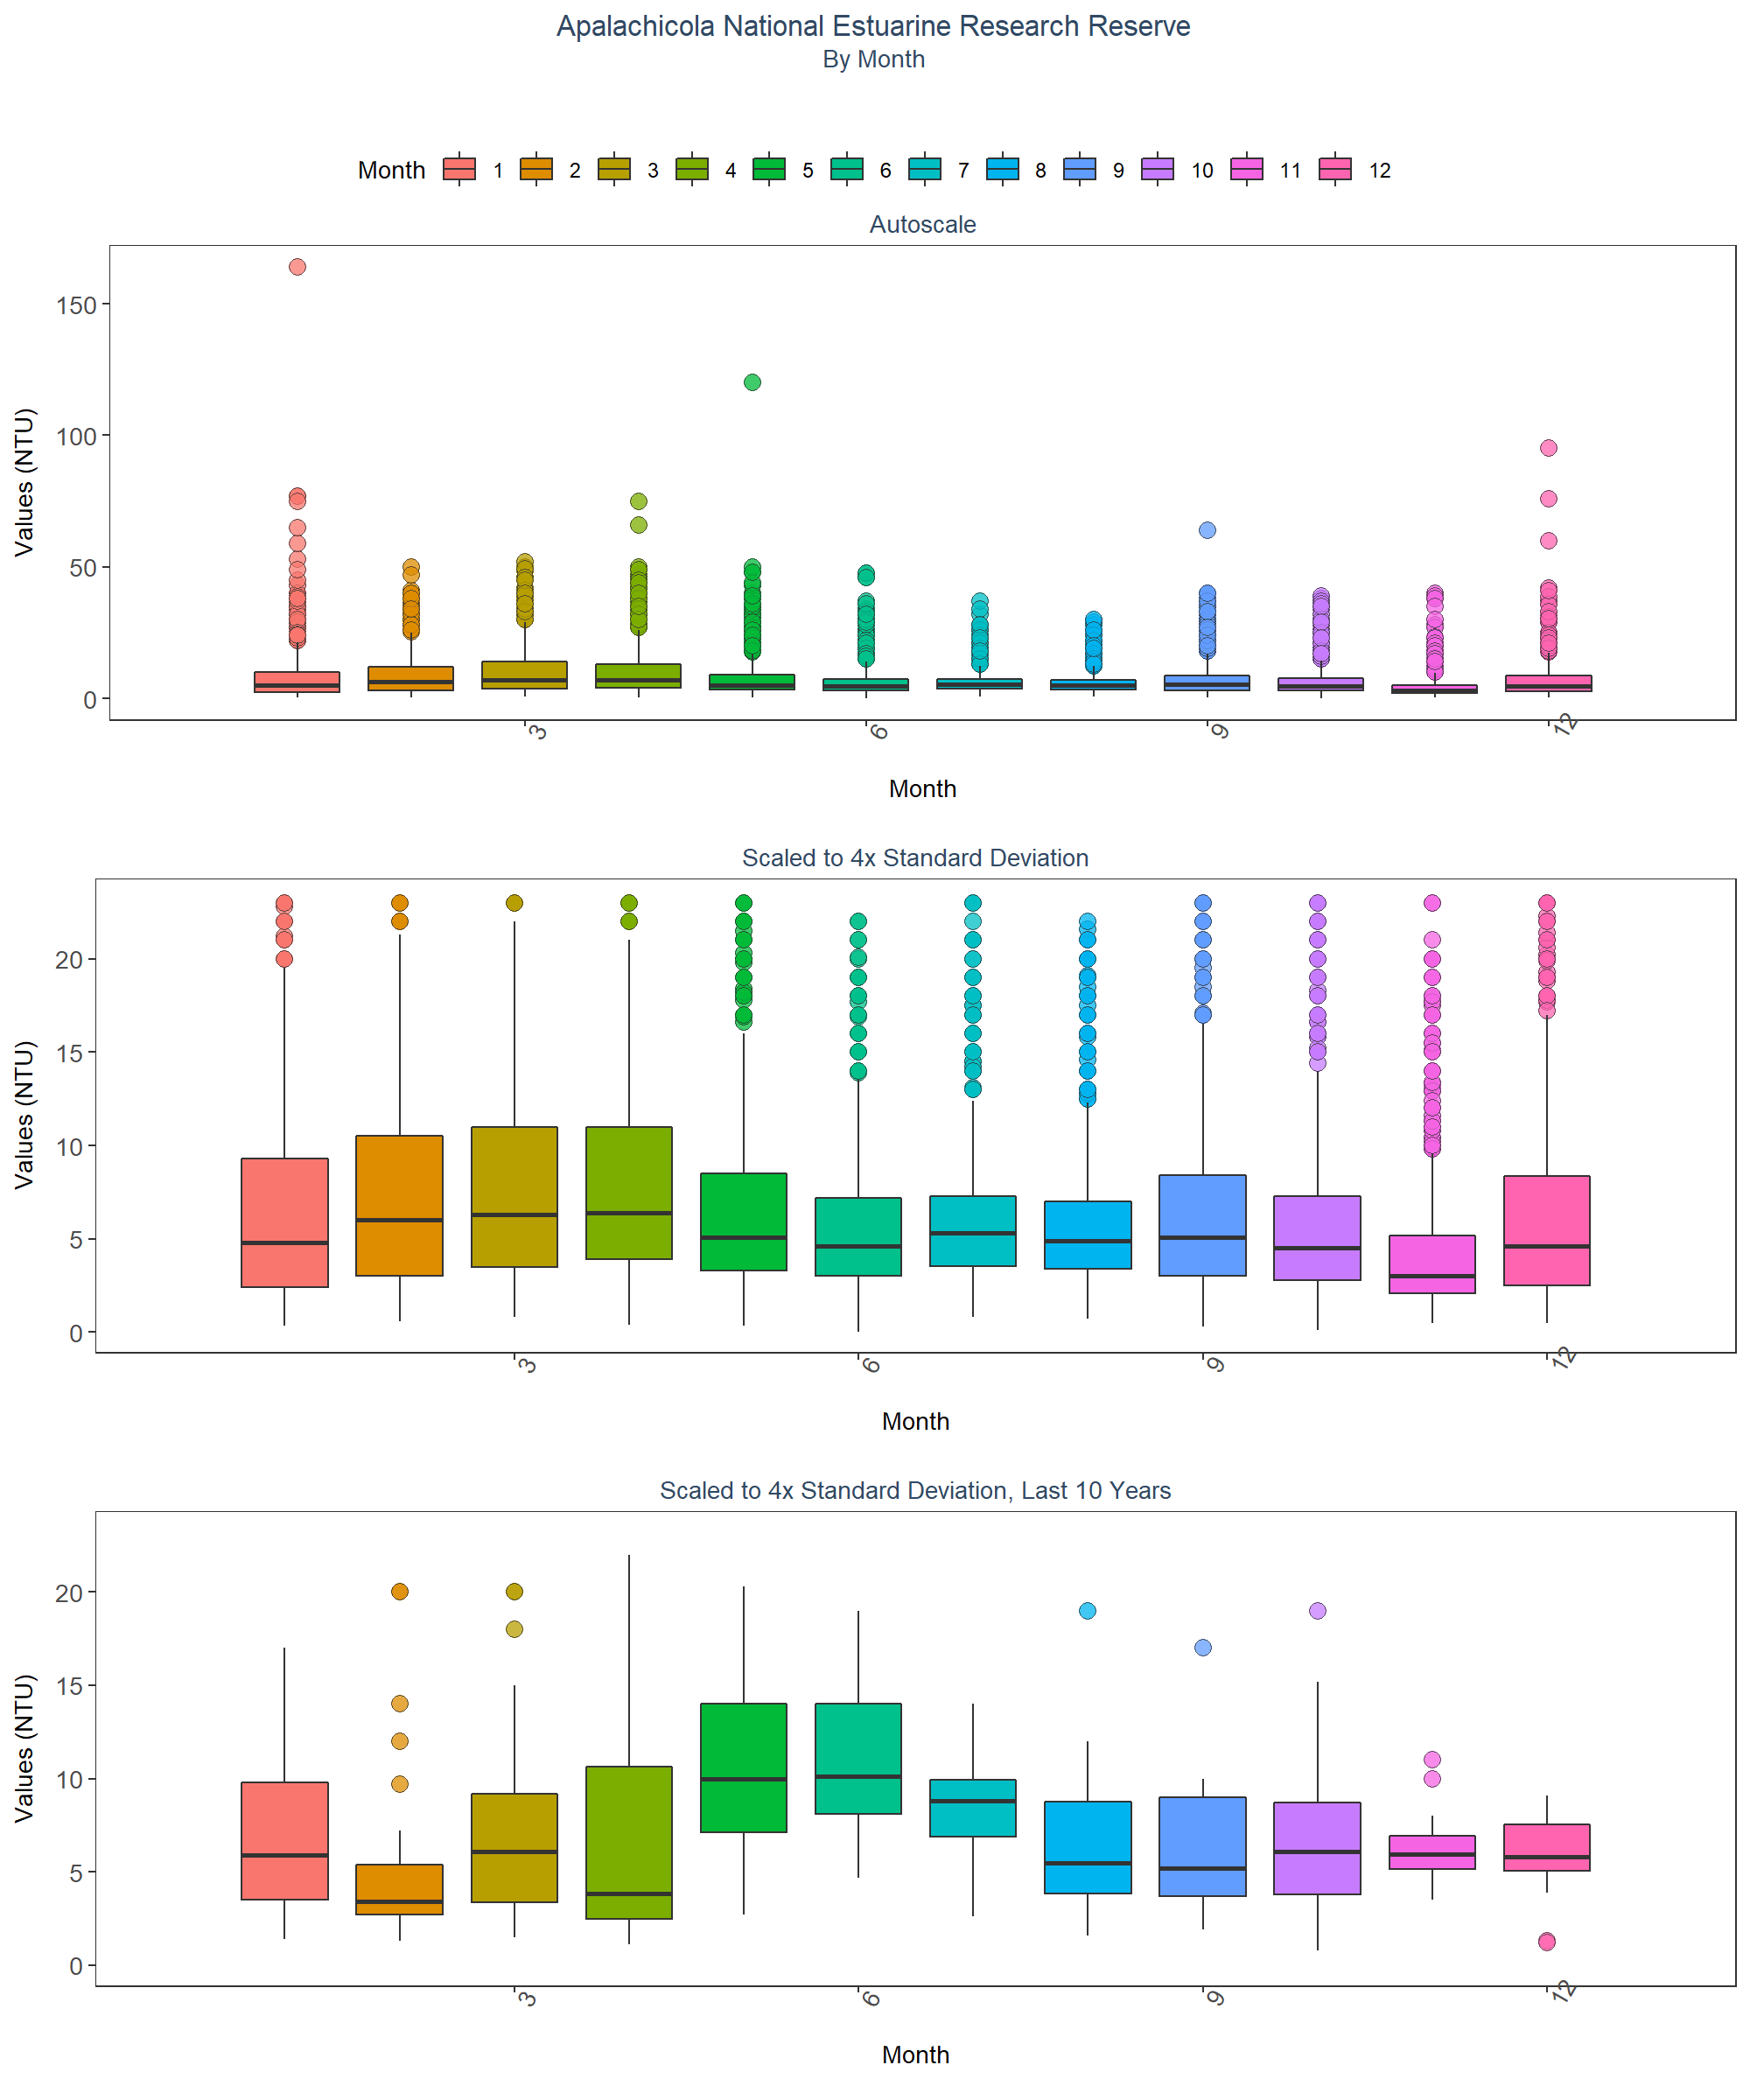 Apalachicola National Estuarine Research Reserve
By Month
Month 1 2 3 4 5 6 7 8 9 10 11 12
Autoscale
Values (NTU)
150
100
50
0
3 6 9 12
Month
Scaled to 4x Standard Deviation
Values (NTU)
20
15
10
5
0
3 6 9 12
Month
Scaled to 4x Standard Deviation, Last 10 Years
Values (NTU)
20
15
10
5
0
3 6 9 12
Month